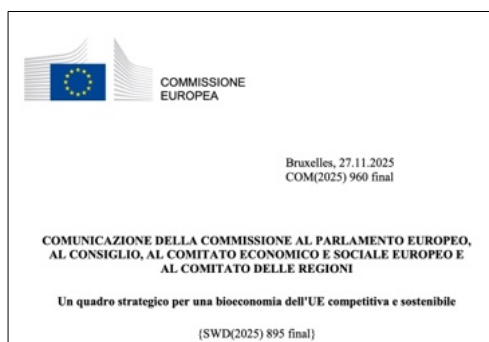 COMMISSIONE
EUROPEA
Bruxelles, 27.11.2025
COM(2025) 960 final
COMUNICAZIONE DELLA COMMISSIONE AL PARLAMENTO EUROPEO,
AL CONSIGLIO, AL COMITATO ECONOMICO E SOCIALE EUROPEO E
AL COMITATO DELLE REGIONI
Un quadro strategico per una bioeconomia dell'UE competitiva e sostenibile
{SWD(2025) 895 final}